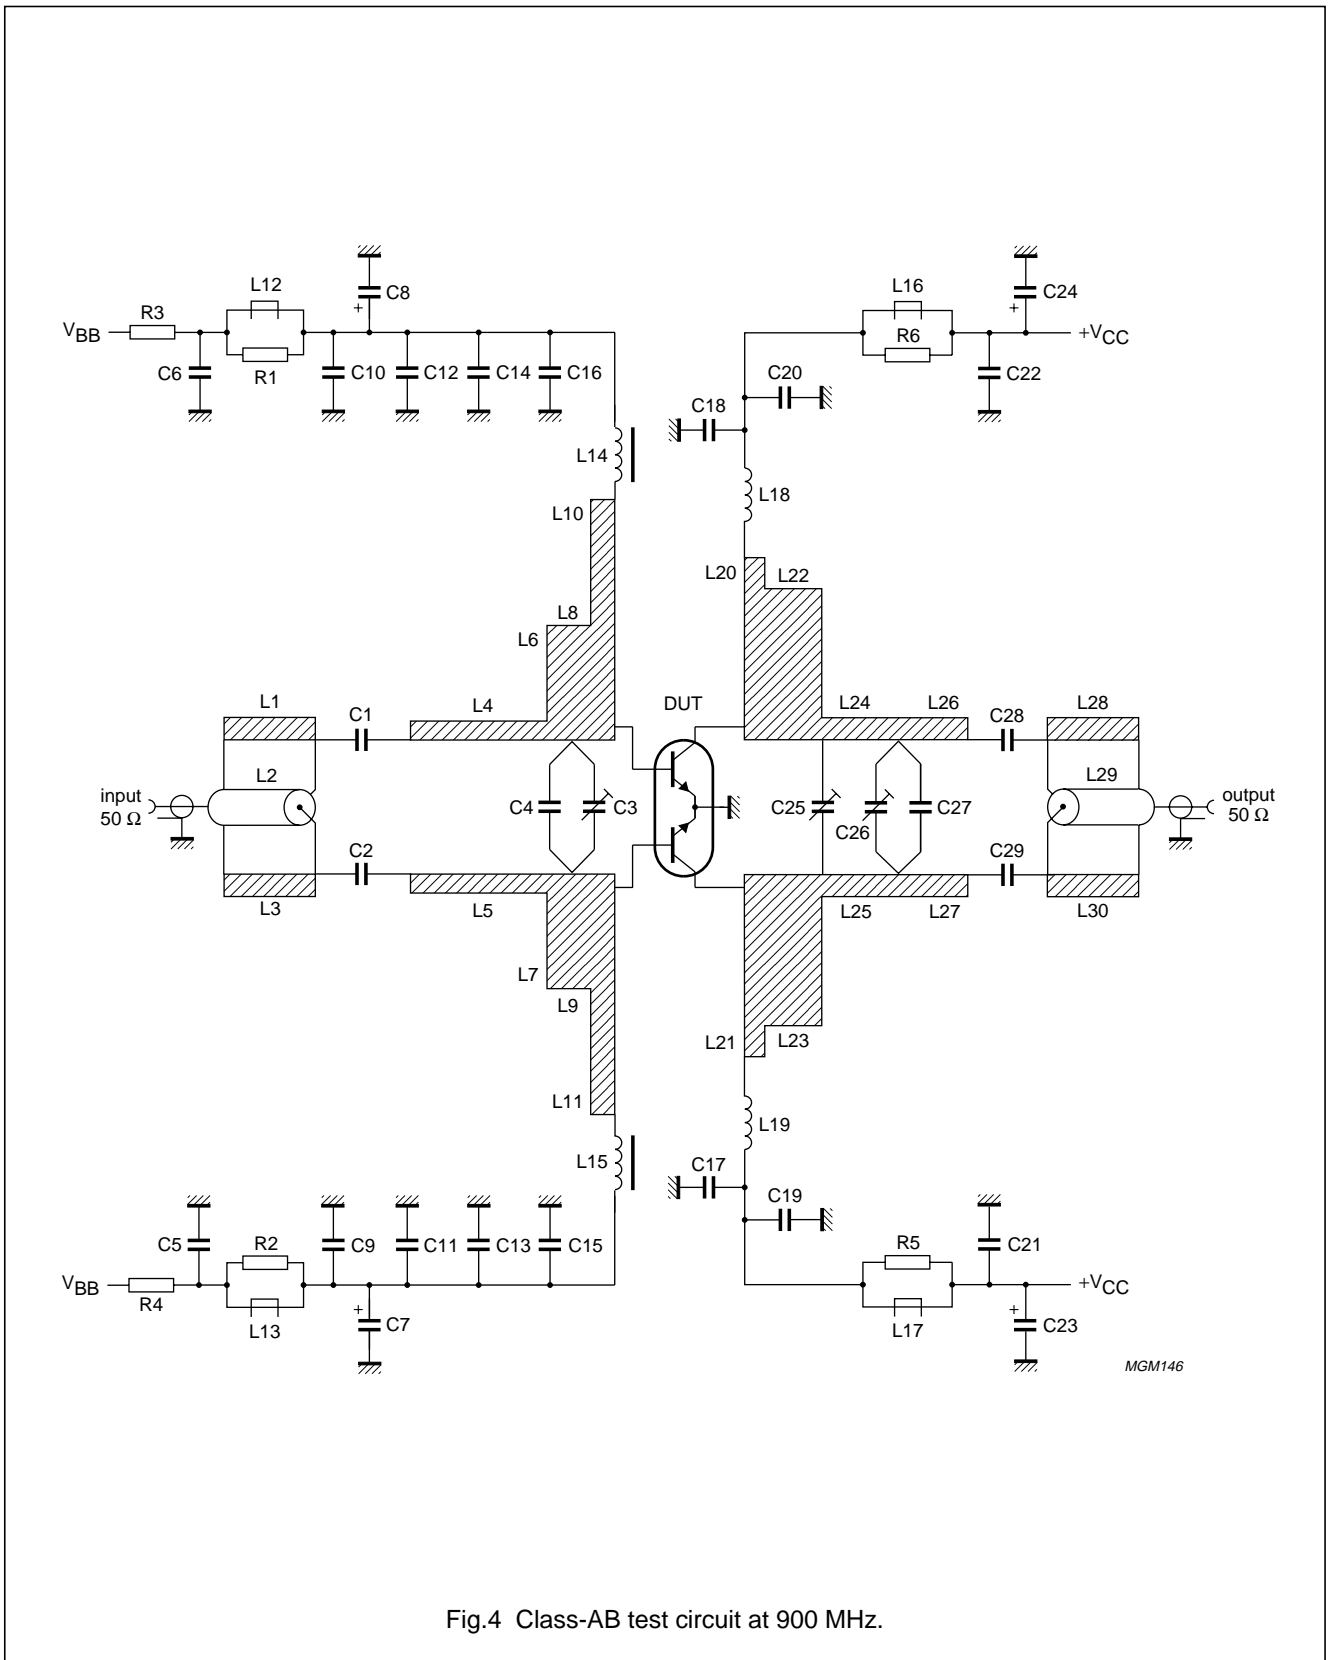 L12
C8
L16
C24
R3
VBB
+VCC
R6
C6
R1
C10
C12
C14
C16
C20
C22
C18
L14
L18
L10
L20
L22
L8
L6
L1
C1
L4
DUT
L24
L26
C28
L28
L2
L29
input
50 Ω
C4
C3
C25
C26
C27
output
50 Ω
C2
C29
L3
L5
L25
L27
L30
L7
L9
L21
L23
L11
L19
L15
C17
C19
C5
R2
C9
C11
C13
C15
R5
C21
VBB
+VCC
R4
L13
+
C7
L17
+
C23
+
+
MGM146
Fig.4 Class-AB test circuit at 900 MHz.